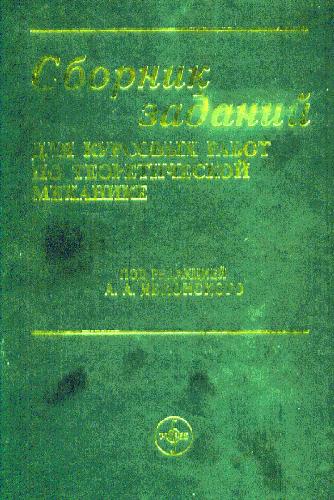 Сборник
заданий
ДЛЯ КУРСОВЫХ РАБОТ
ПО ТЕОРЕТИЧЕСКОЙ
МЕХАНИКЕ
ПОД РЕДАКЦИЕЙ
А. А. ЯБЛОНСКОГО